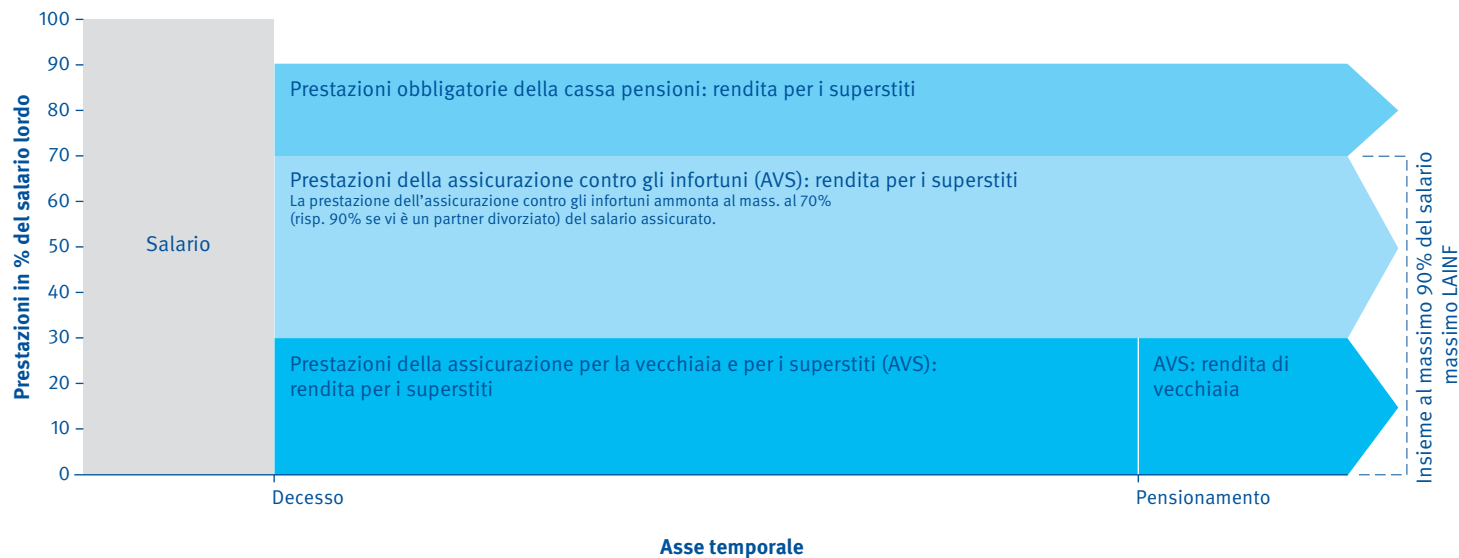 Prestazioni in % del salario lordo
100
90
80
70
60
50
40
30
20
10
0
Salario
Prestazioni obbligatorie della cassa pensioni: rendita per i superstiti
Prestazioni della assicurazione contro gli infortuni (AVS): rendita per i superstiti
La prestazione dell’assicurazione contro gli infortuni ammonta al mass. al 70%
(risp. 90% se vi è un partner divorziato) del salario assicurato.
Prestazioni della assicurazione per la vecchiaia e per i superstiti (AVS):
rendita per i superstiti
AVS: rendita di
vecchiaia
Insieme al massimo 90% del salario
massimo LAINF
Decesso
Pensionamento
Asse temporale